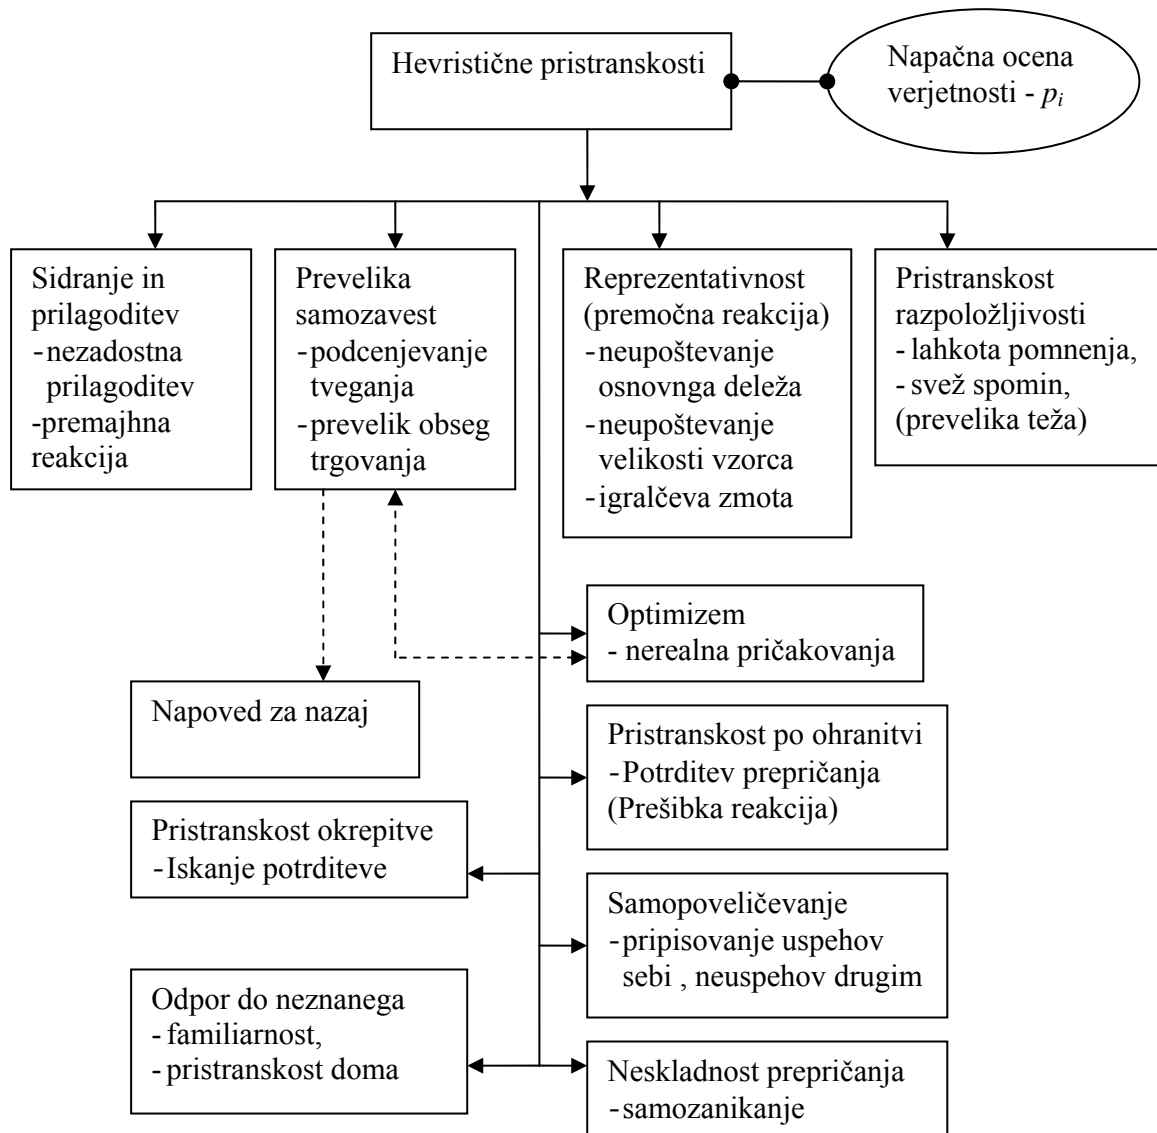 Hevristične pristranskosti
Napačna ocena
verjetnosti - pi
Sidranje in
prilagoditev
-nezadostna
prilagoditev
-premajhna
reakcija
Prevelika
samozavest
-podcenjevanje
tveganja
-prevelik obseg
trgovanja
Reprezentativnost
(premočna reakcija)
-neupoštevanje
osnovnga deleža
-neupoštevanje
velikosti vzorca
-igralčeva zmota
Pristranskost
razpoložljivosti
- lahkota pomnenja,
- svež spomin,
(prevelika teža)
Optimizem
- nerealna pričakovanja
Napoved za nazaj
Pristranskost po ohranitvi
-Potrditev prepričanja
(Prešibka reakcija)
Pristranskost okrepitve
-Iskanje potrditeve
Samopoveličevanje
-pripisovanje uspehov
sebi , neuspehov drugim
Odpor do neznanega
- familiarnost,
- pristranskost doma
Neskladnost prepričanja
-samozanikanje